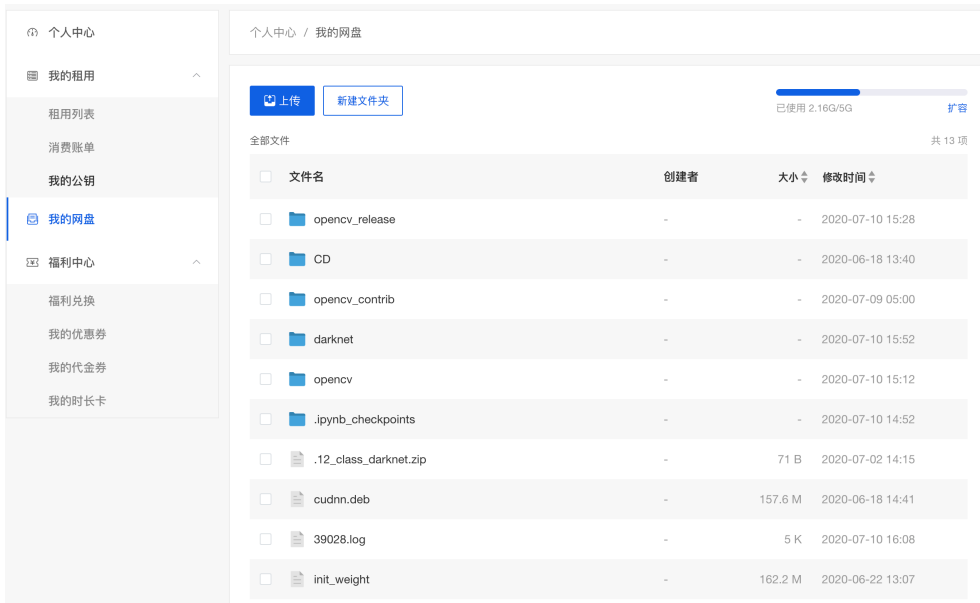 个人中心
我的租用
租用列表
消费账单
我的公钥
我的网盘
福利中心
福利兑换
我的优惠券
我的代金券
我的时长卡
个人中心 / 我的网盘
上传 新建文件夹
已使用 2.16G/5G 扩容
全部文件 共 13 项
文件名 创建者 大小 修改时间
opencv_release - - 2020-07-10 15:28
CD - - 2020-06-18 13:40
opencv_contrib - - 2020-07-09 05:00
darknet - - 2020-07-10 15:52
opencv - - 2020-07-10 15:12
.ipynb_checkpoints - - 2020-07-10 14:52
.12_class_darknet.zip - 71 B 2020-07-02 14:15
cudnn.deb - 157.6 M 2020-06-18 14:41
39028.log - 5 K 2020-07-10 16:08
init_weight - 162.2 M 2020-06-22 13:07